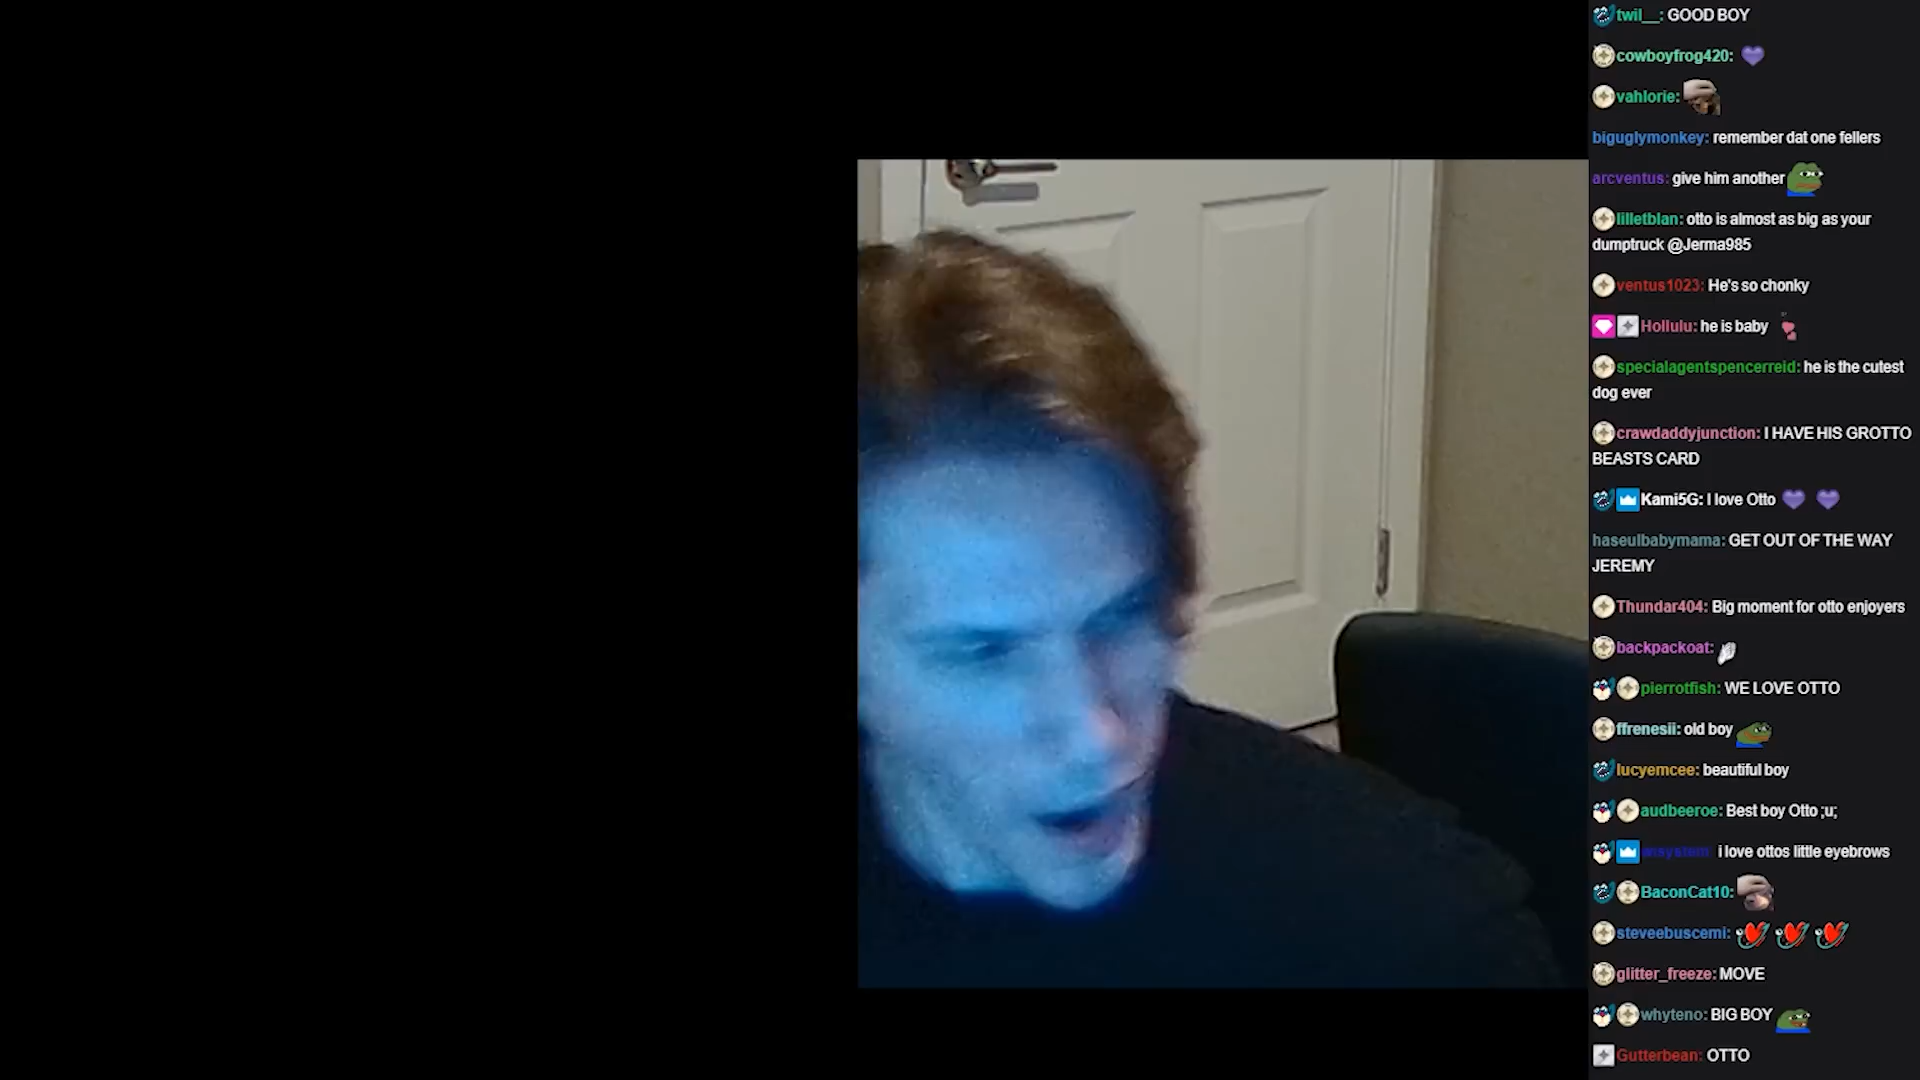 twil__: GOOD BOY
cowboyfrog420:
vahlorie:
biguglymonkey: remember dat one fellers
arcventus: give him another
lilletblan: otto is almost as big as your
dumptruck @Jerma985
ventus1023: He's so chonky
Hollulu: he is baby
specialagentspencerreid: he is the cutest
dog ever
crawdaddyjunction: I HAVE HIS GROTTO
BEASTS CARD
Kami5G: I love Otto
haseulbabymama: GET OUT OF THE WAY
JEREMY
Thundar404: Big moment for otto enjoyers
backpackoat:
pierrotfish: WE LOVE OTTO
ffrenesii: old boy
lucyemcee: beautiful boy
audbeeroe: Best boy Otto ;u;
i love ottos little eyebrows
BaconCat10:
steveebuscemi:
glitter_freeze: MOVE
whyteno: BIG BOY
Gutterbean: OTTO